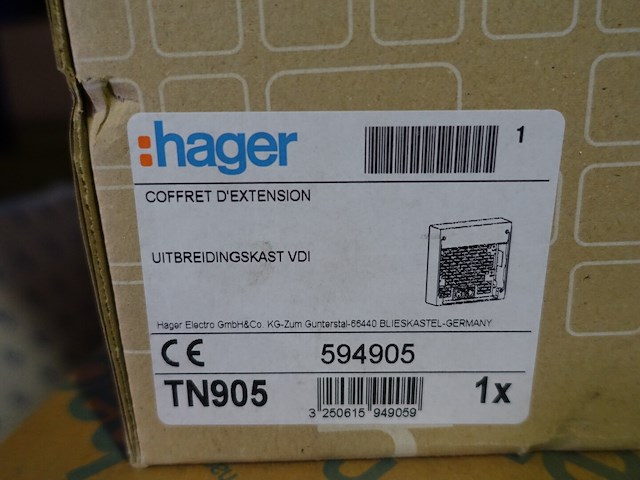 :hager
1
COFFRET D'EXTENSION
UITBREIDINGSKAST VDI
Hager Electro GmbH&Co. KG-Zum Gunterstal-66440 BLIESKASTEL-GERMANY
CE
594905
TN905
1x
3 250615 949059